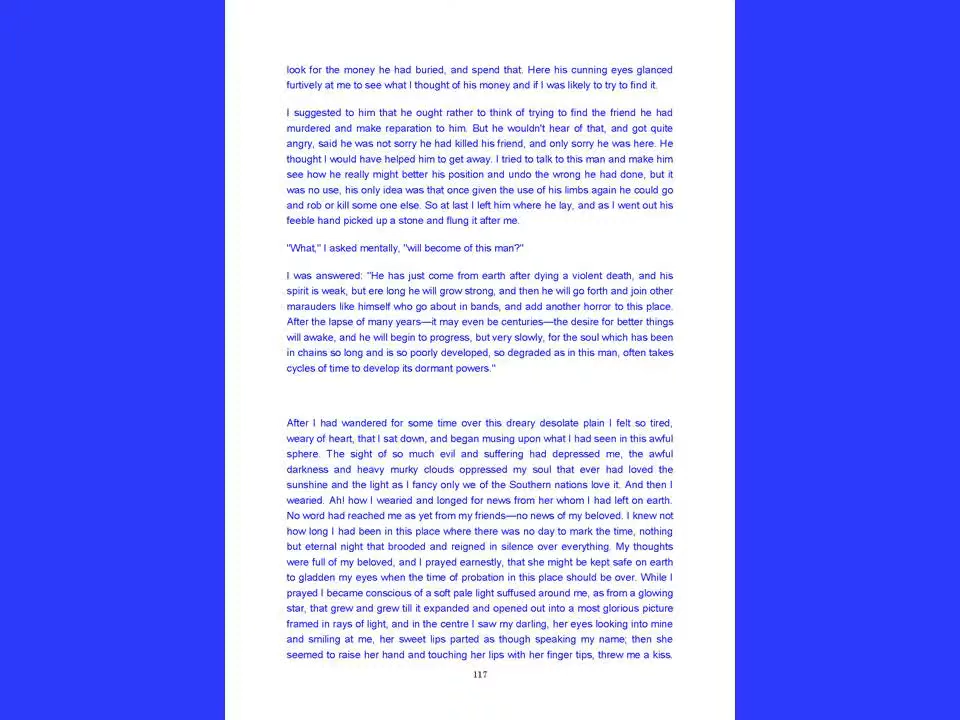 look for the money he had buried, and spend that. Here his cunning eyes glanced
furtively at me to see what I thought of his money and if I was likely to try to find it.
I suggested to him that he ought rather to think of trying to find the friend he had
murdered and make reparation to him. But he wouldn't hear of that, and got quite
angry, said he was not sorry he had killed his friend, and only sorry he was here. He
thought I would have helped him to get away. I tried to talk to this man and make him
see how he really might better his position and undo the wrong he had done, but it
was no use, his only idea was that once given the use of his limbs again he could go
and rob or kill some one else. So at last I left him where he lay, and as I went out his
feeble hand picked up a stone and flung it after me.
"What," I asked mentally, "will become of this man?"
I was answered: "He has just come from earth after dying a violent death, and his
spirit is weak, but ere long he will grow strong, and then he will go forth and join other
marauders like himself who go about in bands, and add another horror to this place.
After the lapse of many years—it may even be centuries—the desire for better things
will awake, and he will begin to progress, but very slowly, for the soul which has been
in chains so long and is so poorly developed, so degraded as in this man, often takes
cycles of time to develop its dormant powers."
After I had wandered for some time over this dreary desolate plain I felt so tired,
weary of heart, that I sat down, and began musing upon what I had seen in this awful
sphere. The sight of so much evil and suffering had depressed me, the awful
darkness and heavy murky clouds oppressed my soul that ever had loved the
sunshine and the light as I fancy only we of the Southern nations love it. And then I
wearied. Ah! how I wearied and longed for news from her whom I had left on earth.
No word had reached me as yet from my friends—no news of my beloved. I knew not
how long I had been in this place where there was no day to mark the time, nothing
but eternal night that brooded and reigned in silence over everything. My thoughts
were full of my beloved, and I prayed earnestly, that she might be kept safe on earth
to gladden my eyes when the time of probation in this place should be over. While I
prayed I became conscious of a soft pale light suffused around me, as from a glowing
star, that grew and grew till it expanded and opened out into a most glorious picture
framed in rays of light, and in the centre I saw my darling, her eyes looking into mine
and smiling at me, her sweet lips parted as though speaking my name; then she
seemed to raise her hand and touching her lips with her finger tips, threw me a kiss.
117